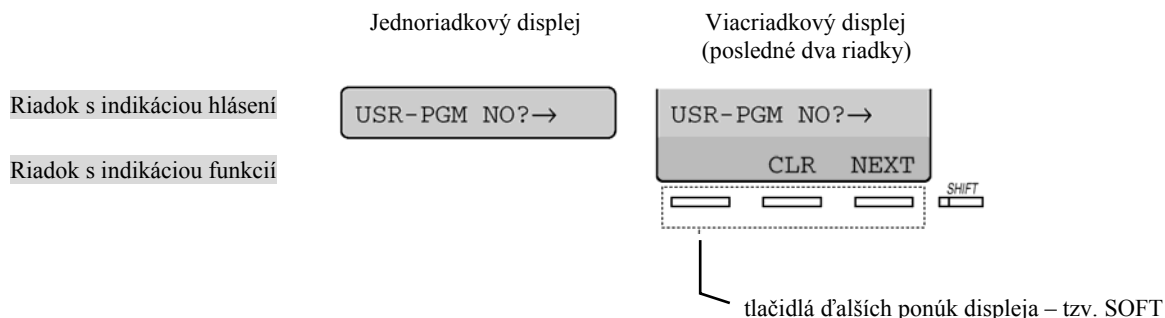 Jednoriadkový displej
Viacriadkový displej
(posledné dva riadky)
Riadok s indikáciou hlásení
USR-PGM NO?→
USR-PGM NO?→
Riadok s indikáciou funkcií
CLR NEXT
SHIFT
tlačidlá ďalších ponúk displeja – tzv. SOFT